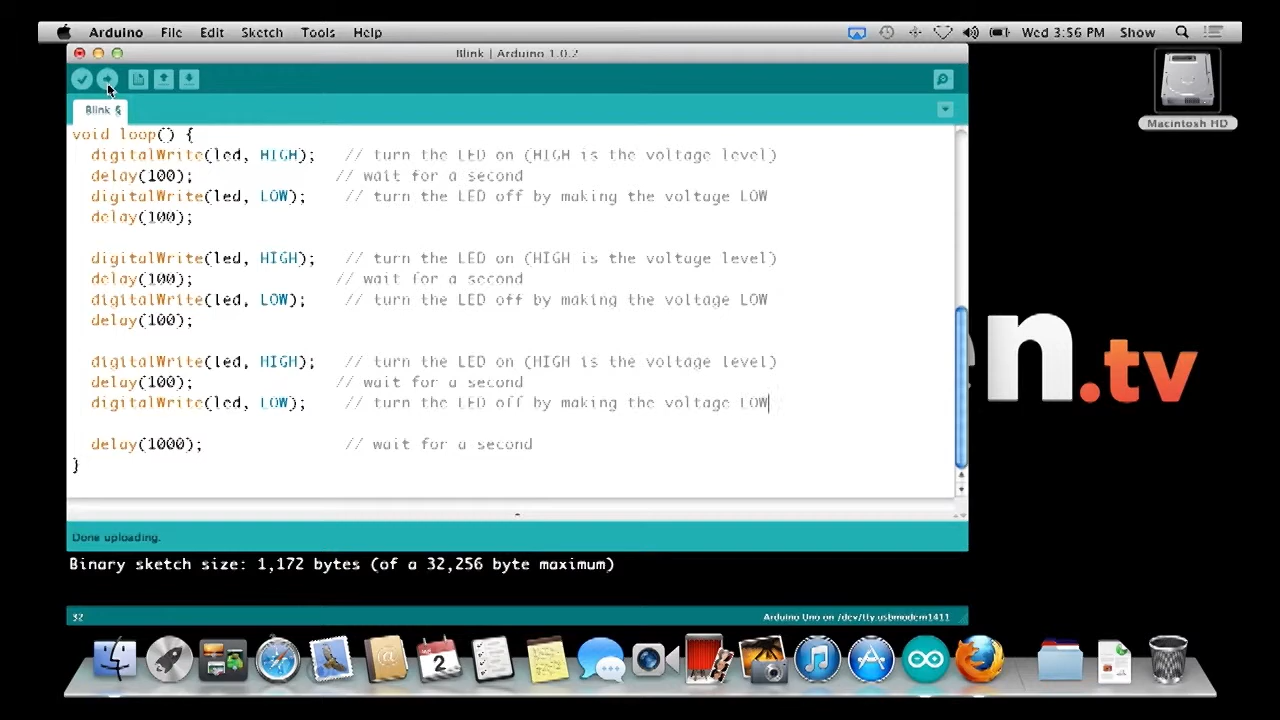 Arduino File Edit Sketch Tools Help Wed 3:56 PM Show
Blink | Arduino 1.0.2
Macintosh HD
Blink §
void loop() {
digitalWrite(led, HIGH); // turn the LED on (HIGH is the voltage level)
delay(100); // wait for a second
digitalWrite(led, LOW); // turn the LED off by making the voltage LOW
delay(100);
digitalWrite(led, HIGH); // turn the LED on (HIGH is the voltage level)
delay(100); // wait for a second
digitalWrite(led, LOW); // turn the LED off by making the voltage LOW
delay(100);
digitalWrite(led, HIGH); // turn the LED on (HIGH is the voltage level)
delay(100); // wait for a second
digitalWrite(led, LOW); // turn the LED off by making the voltage LOW
delay(1000); // wait for a second
}
n.tv
Done uploading.
Binary sketch size: 1,172 bytes (of a 32,256 byte maximum)
32 Arduino Uno on /dev/tty.usbmodem1411
2